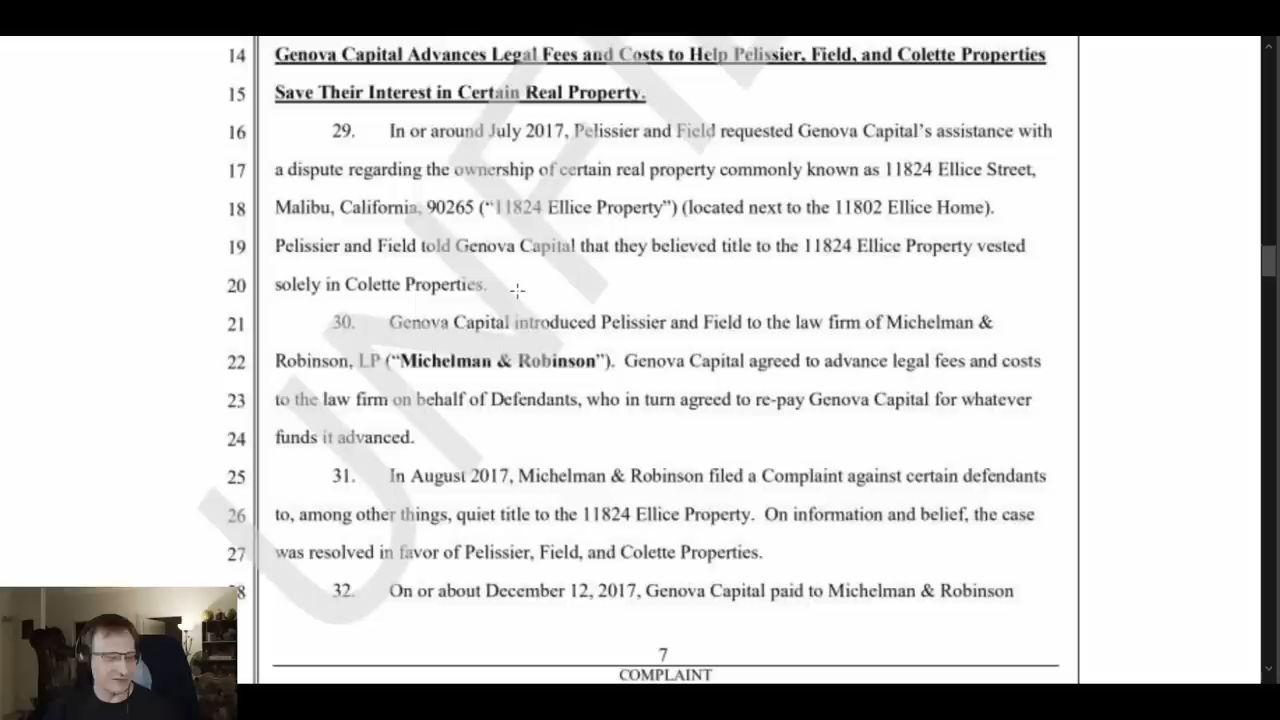 14 Genova Capital Advances Legal Fees and Costs to Help Pelissier, Field, and Colette Properties
15 Save Their Interest in Certain Real Property.
16 29. In or around July 2017, Pelissier and Field requested Genova Capital's assistance with
17 a dispute regarding the ownership of certain real property commonly known as 11824 Ellice Street,
18 Malibu, California, 90265 ("11824 Ellice Property") (located next to the 11802 Ellice Home).
19 Pelissier and Field told Genova Capital that they believed title to the 11824 Ellice Property vested
20 solely in Colette Properties.
21 30. Genova Capital introduced Pelissier and Field to the law firm of Michelman &
22 Robinson, LP ("Michelman & Robinson"). Genova Capital agreed to advance legal fees and costs
23 to the law firm on behalf of Defendants, who in turn agreed to re-pay Genova Capital for whatever
24 funds it advanced.
25 31. In August 2017, Michelman & Robinson filed a Complaint against certain defendants
26 to, among other things, quiet title to the 11824 Ellice Property. On information and belief, the case
27 was resolved in favor of Pelissier, Field, and Colette Properties.
8 32. On or about December 12, 2017, Genova Capital paid to Michelman & Robinson
7
COMPLAINT